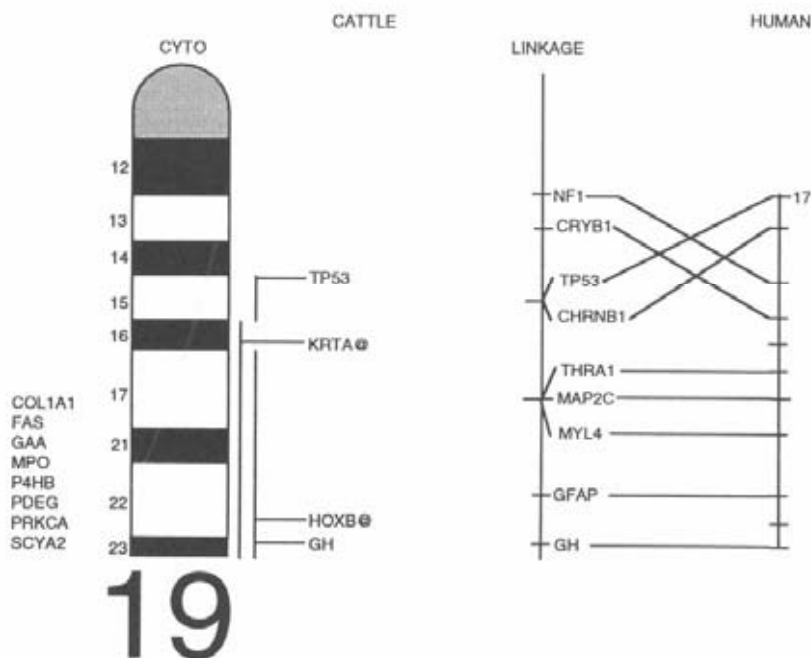 CATTLE
HUMAN
CYTO
LINKAGE
12
13
14
15
16
17
21
22
23
COL1A1
FAS
GAA
MPO
P4HB
PDEG
PRKCA
SCYA2
TP53
KRTA@
HOXB@
GH
19
NF1
CRYB1
TP53
CHRNB1
THRA1
MAP2C
MYL4
GFAP
GH
17